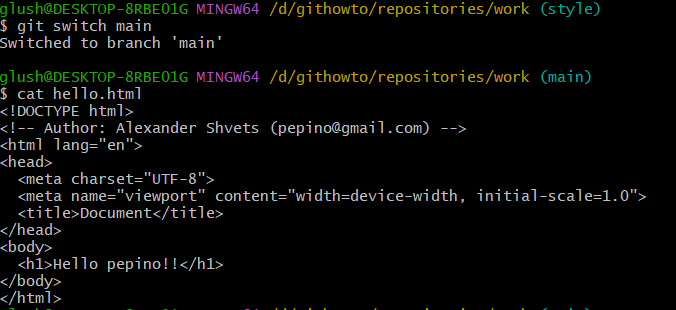 glush@DESKTOP-8RBEO1G MINGW64 /d/githowto/repositories/work (style)
$ git switch main
Switched to branch 'main'
glush@DESKTOP-8RBEO1G MINGW64 /d/githowto/repositories/work (main)
$ cat hello.html
<!DOCTYPE html>
<!-- Author: Alexander Shvets (pepino@gmail.com) -->
<html lang="en">
<head>
  <meta charset="UTF-8">
  <meta name="viewport" content="width=device-width, initial-scale=1.0">
  <title>Document</title>
</head>
<body>
  <h1>Hello pepino!!</h1>
</body>
</html>